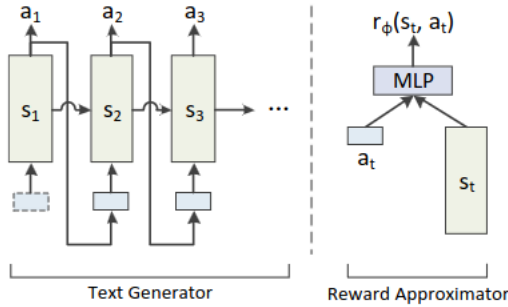 a1 a2 a3
s1 s2 s3 ...
Text Generator
rϕ(st, at)
MLP
at
st
Reward Approximator